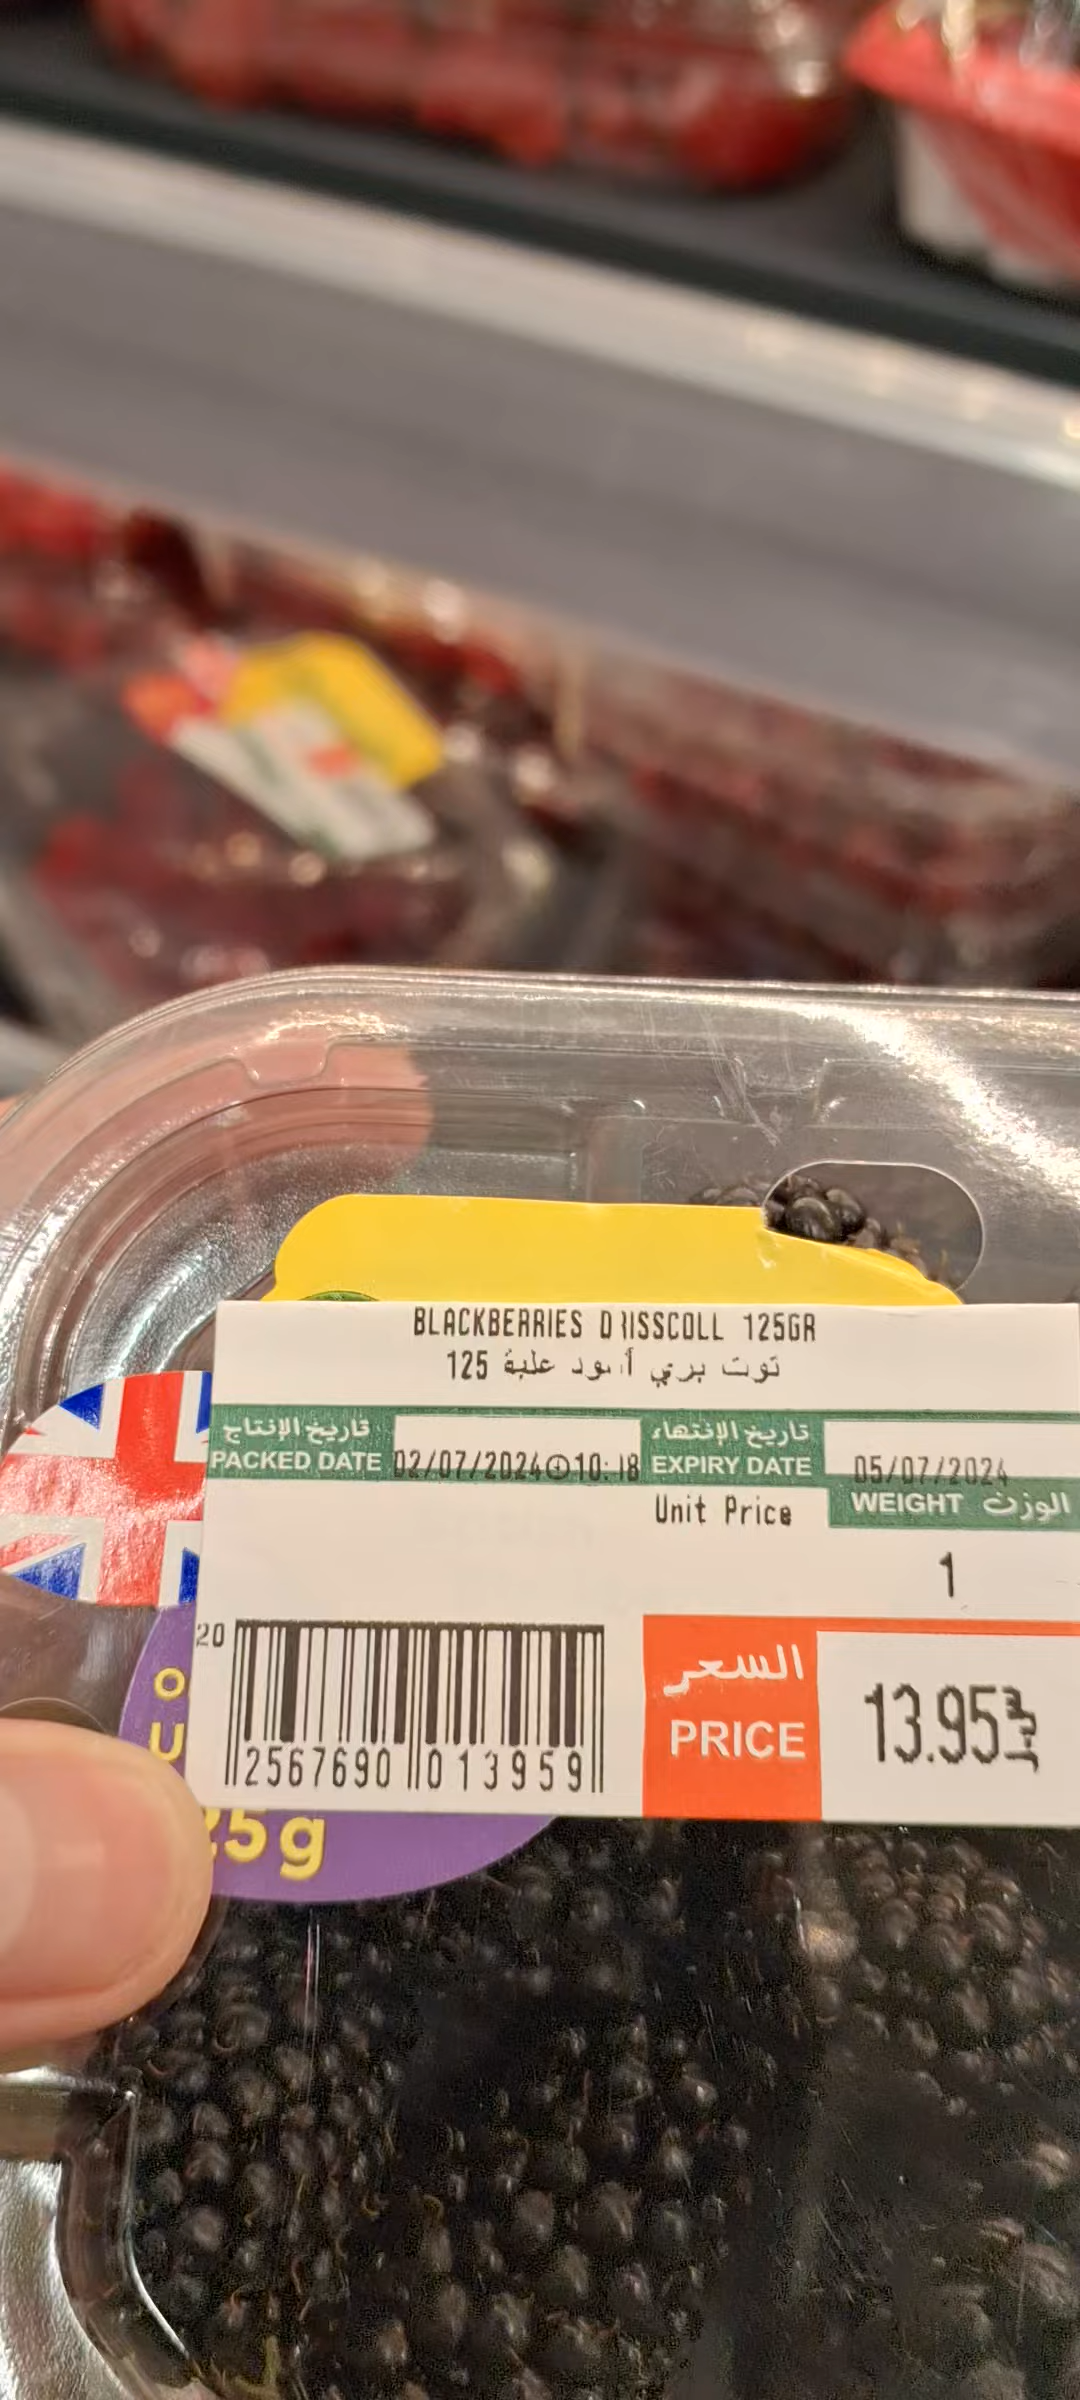 BLACKBERRIES DRISSCOLL 125GR
توت بري أسود علبة 125
تاريخ الإنتاج
PACKED DATE
02/07/2024 10:18
تاريخ الإنتهاء
EXPIRY DATE
05/07/2024
Unit Price
WEIGHT الوزن
1
20
2567690 013959
السعر
PRICE
13.95
25g